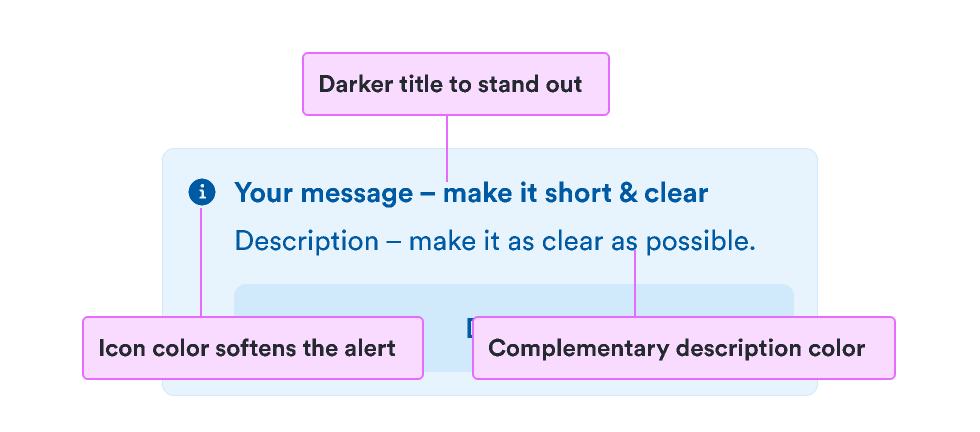 Darker title to stand out
Your message – make it short & clear
Description – make it as clear as possible.
Icon color softens the alert
Complementary description color